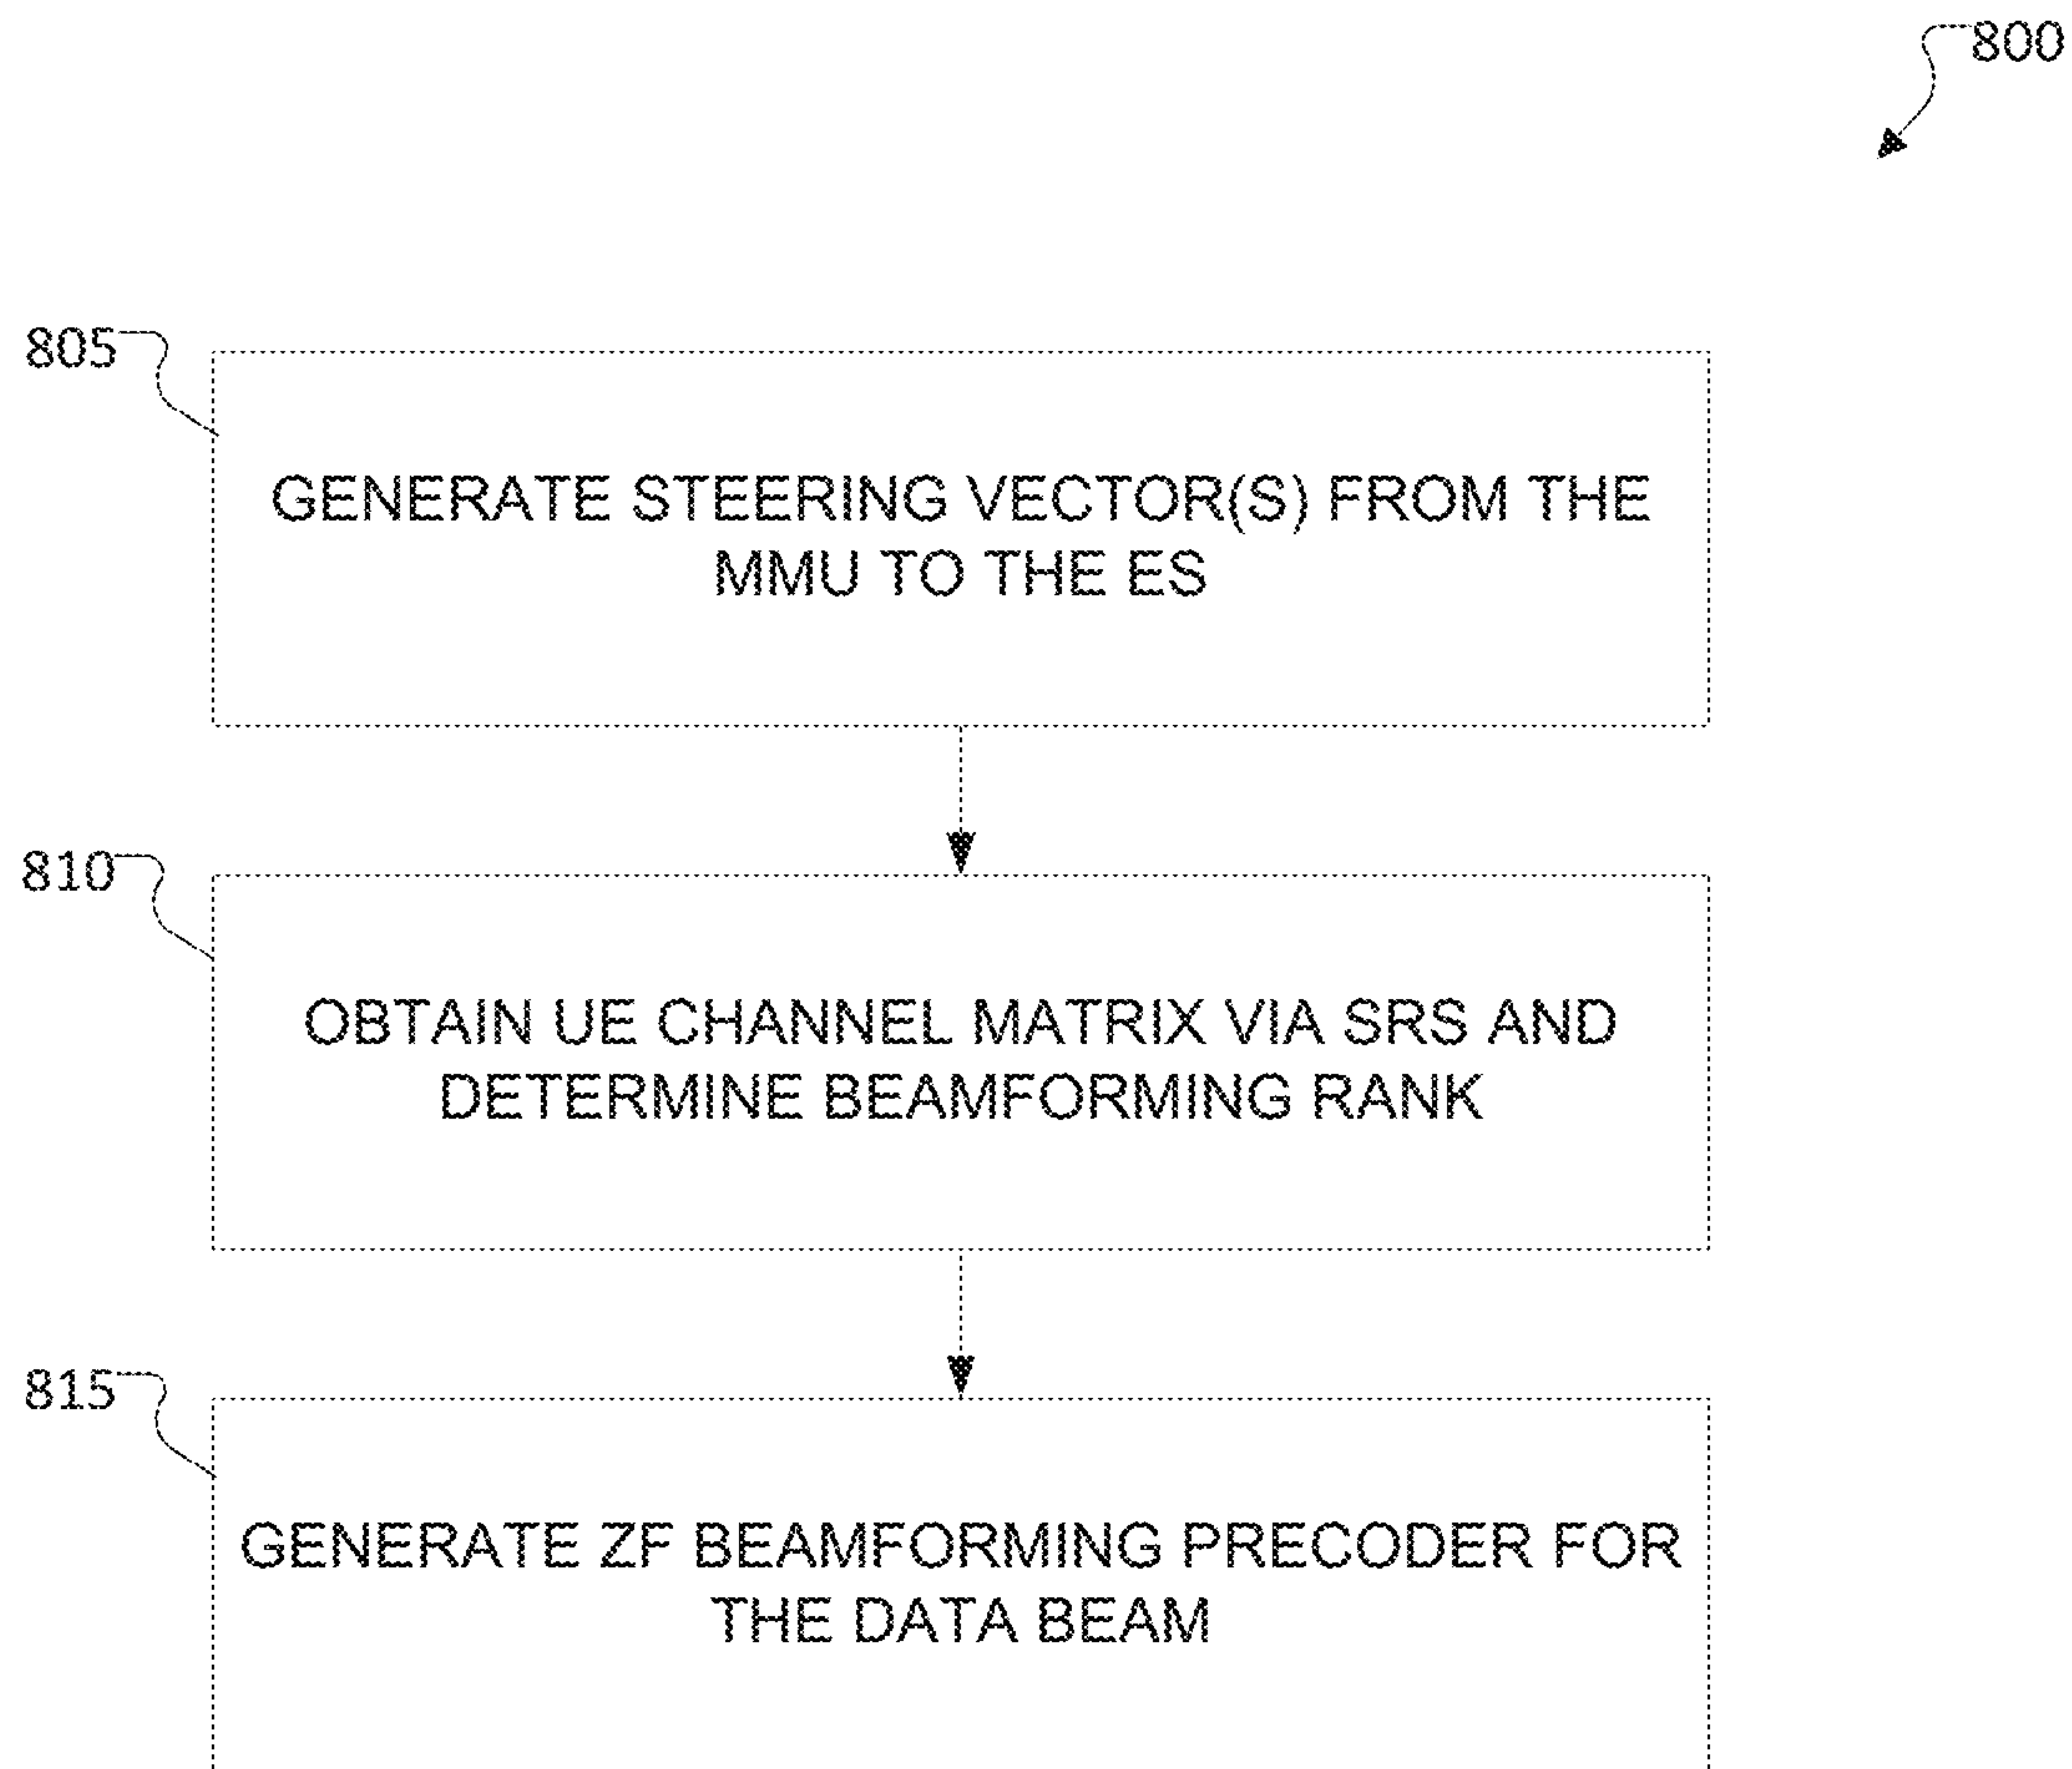 800
805
GENERATE STEERING VECTOR(S) FROM THE
MMU TO THE ES
810
OBTAIN UE CHANNEL MATRIX VIA SRS AND
DETERMINE BEAMFORMING RANK
815
GENERATE ZF BEAMFORMING PRECODER FOR
THE DATA BEAM